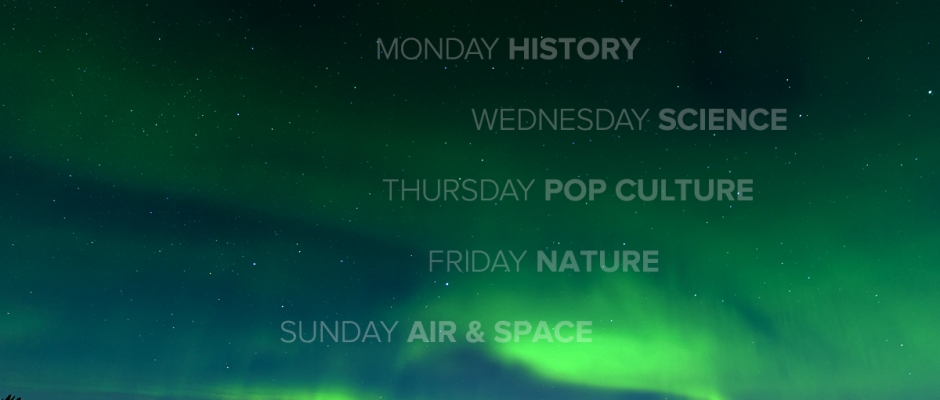 MONDAY HISTORY
WEDNESDAY SCIENCE
THURSDAY POP CULTURE
FRIDAY NATURE
SUNDAY AIR & SPACE